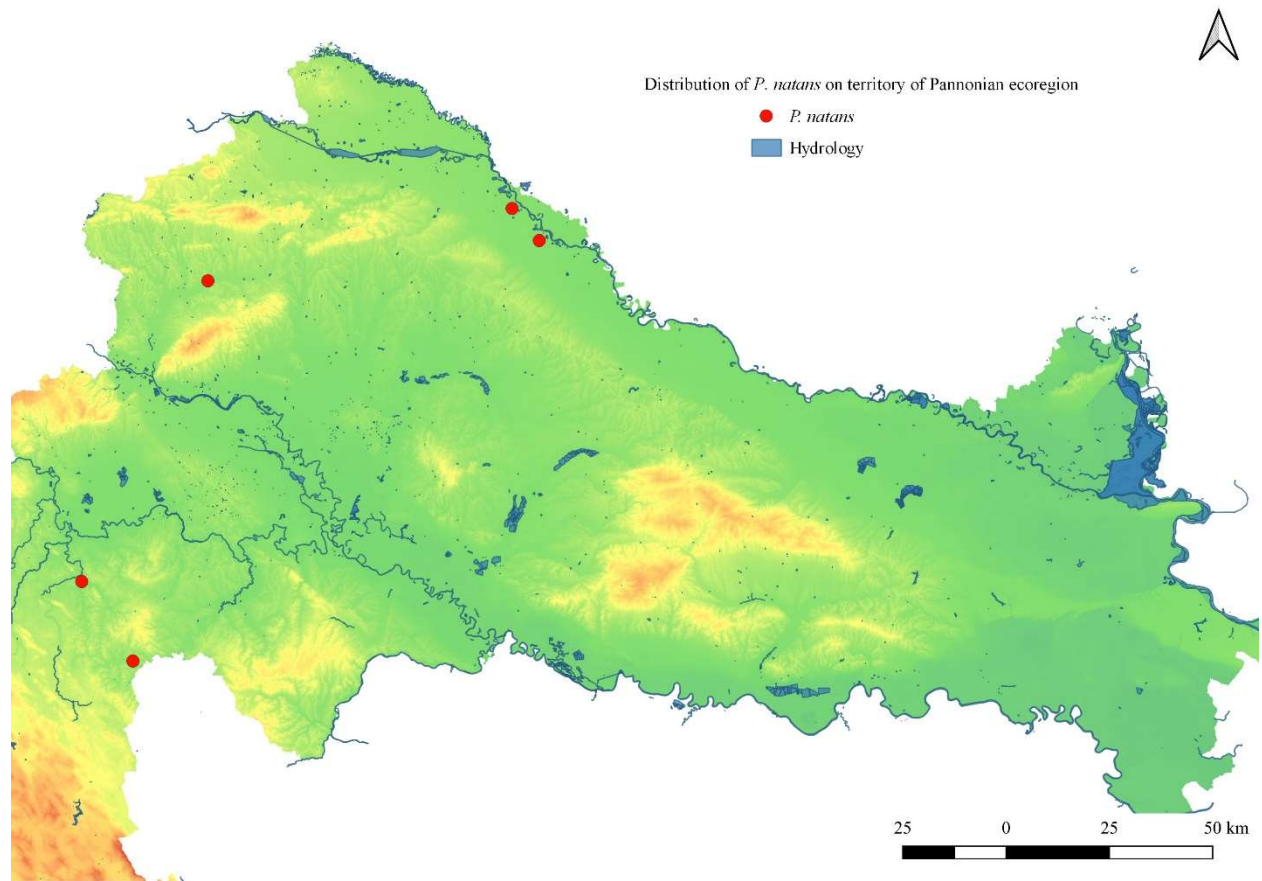 Distribution of P. natans on territory of Pannonian ecoregion
P. natans
Hydrology
25 0 25 50 km